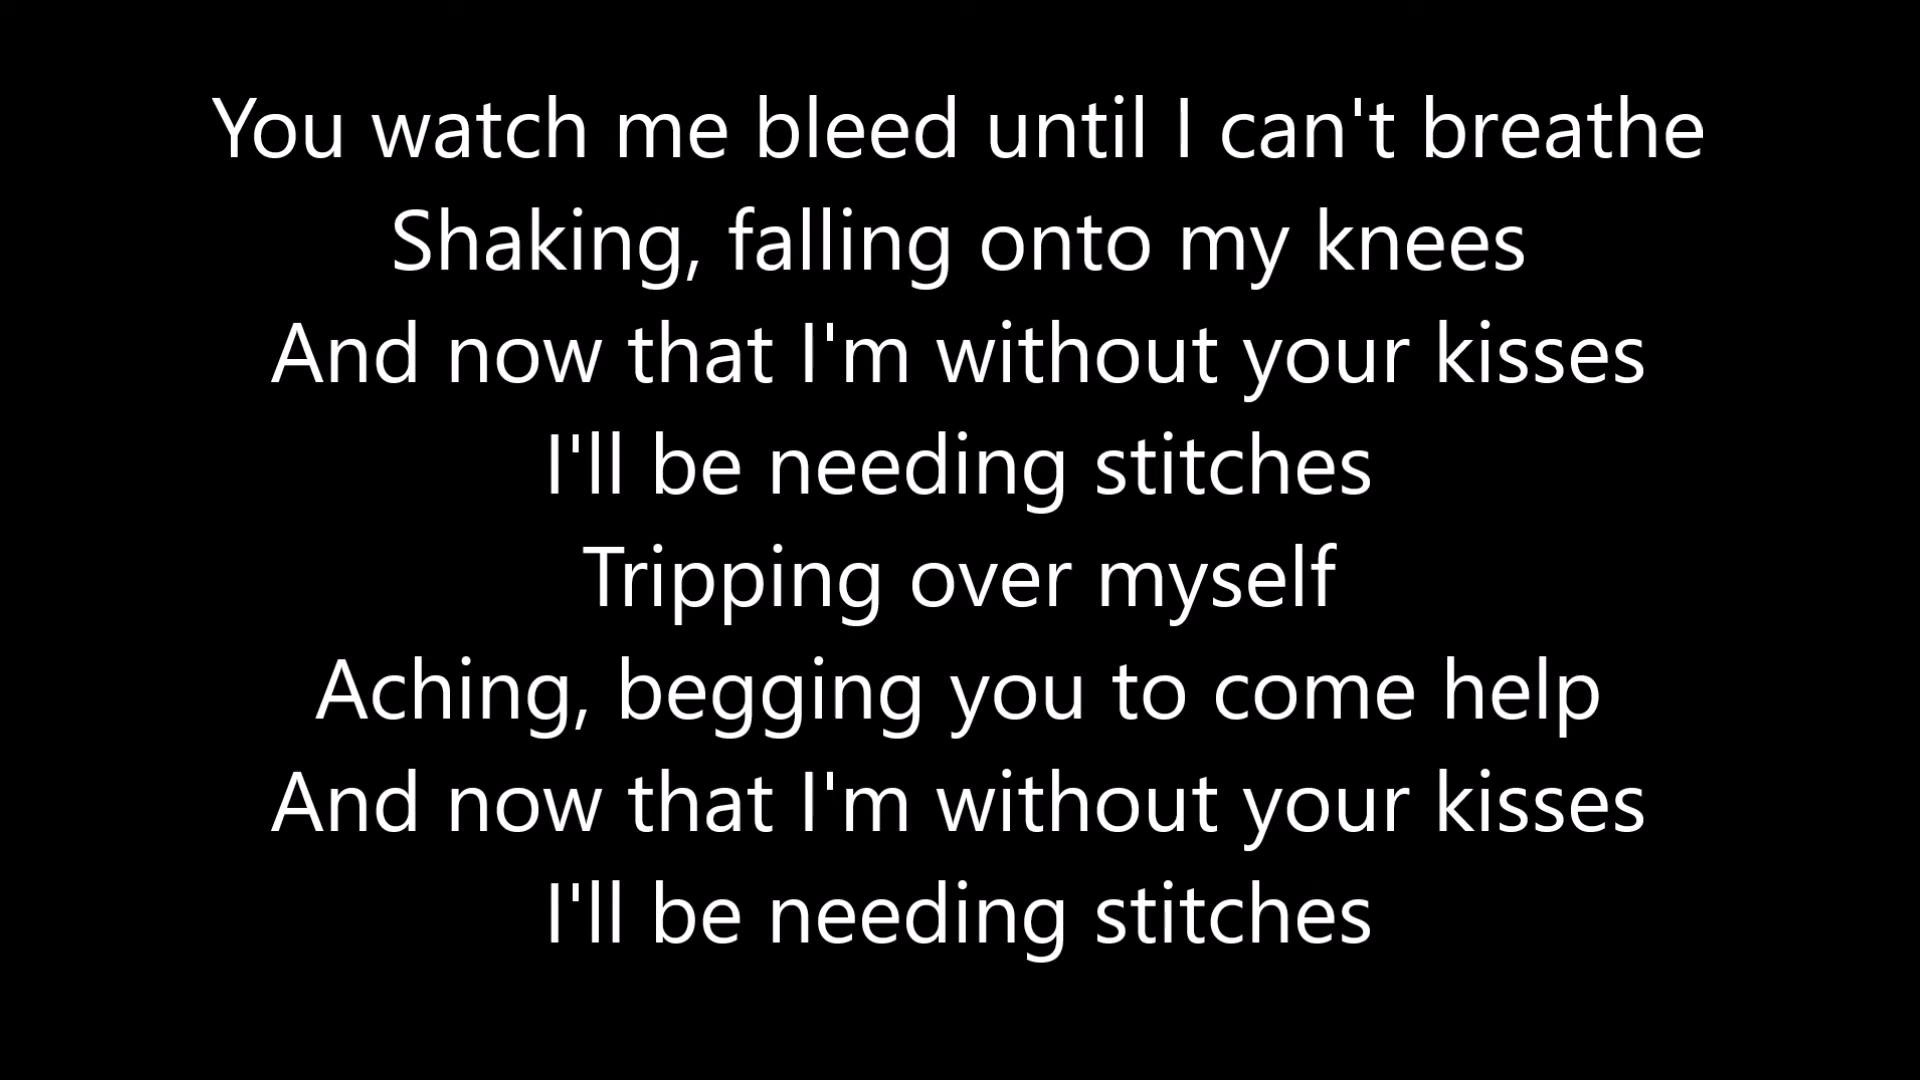 You watch me bleed until I can't breathe
Shaking, falling onto my knees
And now that I'm without your kisses
I'll be needing stitches
Tripping over myself
Aching, begging you to come help
And now that I'm without your kisses
I'll be needing stitches